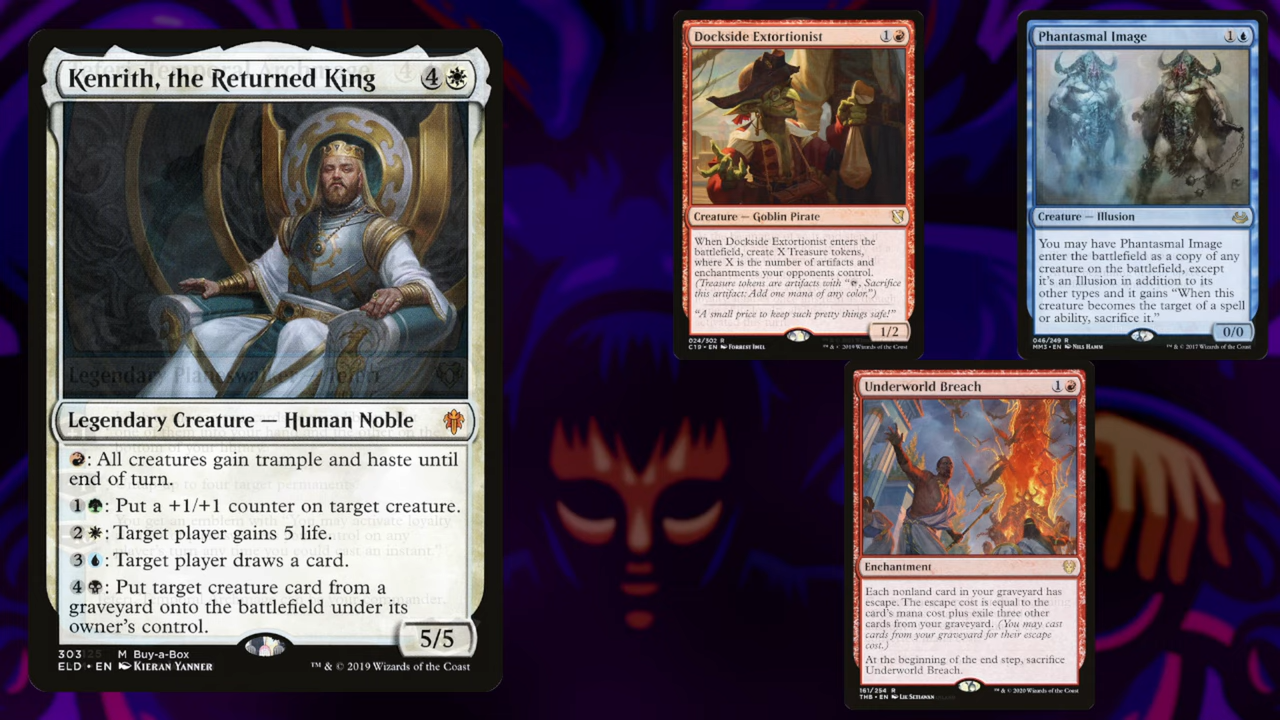 Kenrith, the Returned King 4
Legendary Creature — Human Noble
: All creatures gain trample and haste until
end of turn.
1 : Put a +1/+1 counter on target creature.
2 : Target player gains 5 life.
3 : Target player draws a card.
4 : Put target creature card from a
graveyard onto the battlefield under its
owner's control.
5/5
303 M Buy-a-Box
ELD • EN KIERAN YANNER
™ & © 2019 Wizards of the Coast
Dockside Extortionist 1
Creature — Goblin Pirate
When Dockside Extortionist enters the
battlefield, create X Treasure tokens,
where X is the number of artifacts and
enchantments your opponents control.
(Treasure tokens are artifacts with “ , Sacrifice
this artifact: Add one mana of any color.”)
“A small price to keep such pretty things safe!”
1/2
024/302 R
C19 • EN FORREST IMEL
™ & © 2019 Wizards of the Coast
Phantasmal Image 1
Creature — Illusion
You may have Phantasmal Image
enter the battlefield as a copy of any
creature on the battlefield, except
it's an Illusion in addition to its
other types and it gains “When this
creature becomes the target of a spell
or ability, sacrifice it.”
0/0
046/249 R
MM3 • EN NILS HAMM
™ & © 2017 Wizards of the Coast
Underworld Breach 1
Enchantment
Each nonland card in your graveyard has
escape. The escape cost is equal to the
card's mana cost plus exile three other
cards from your graveyard. (You may cast
cards from your graveyard for their escape
cost.)
At the beginning of the end step, sacrifice
Underworld Breach.
161/254 R
THB • EN LIE SETIAWAN
™ & © 2020 Wizards of the Coast